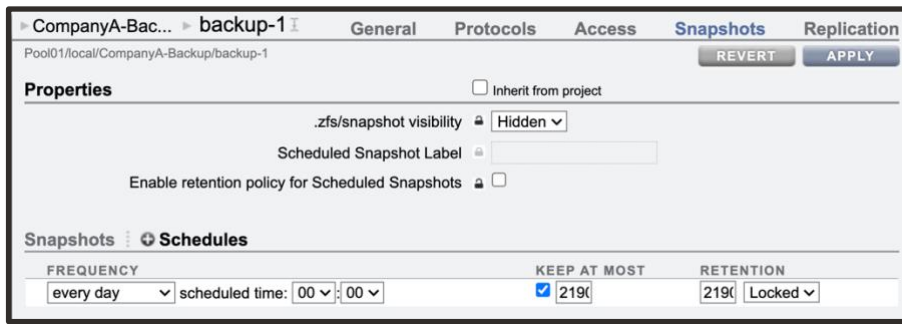 CompanyA-Bac... backup-1 General Protocols Access Snapshots Replication
Pool01/local/CompanyA-Backup/backup-1 REVERT APPLY
Properties Inherit from project
.zfs/snapshot visibility Hidden
Scheduled Snapshot Label
Enable retention policy for Scheduled Snapshots
Snapshots Schedules
FREQUENCY KEEP AT MOST RETENTION
every day scheduled time: 00 : 00 219 219 Locked